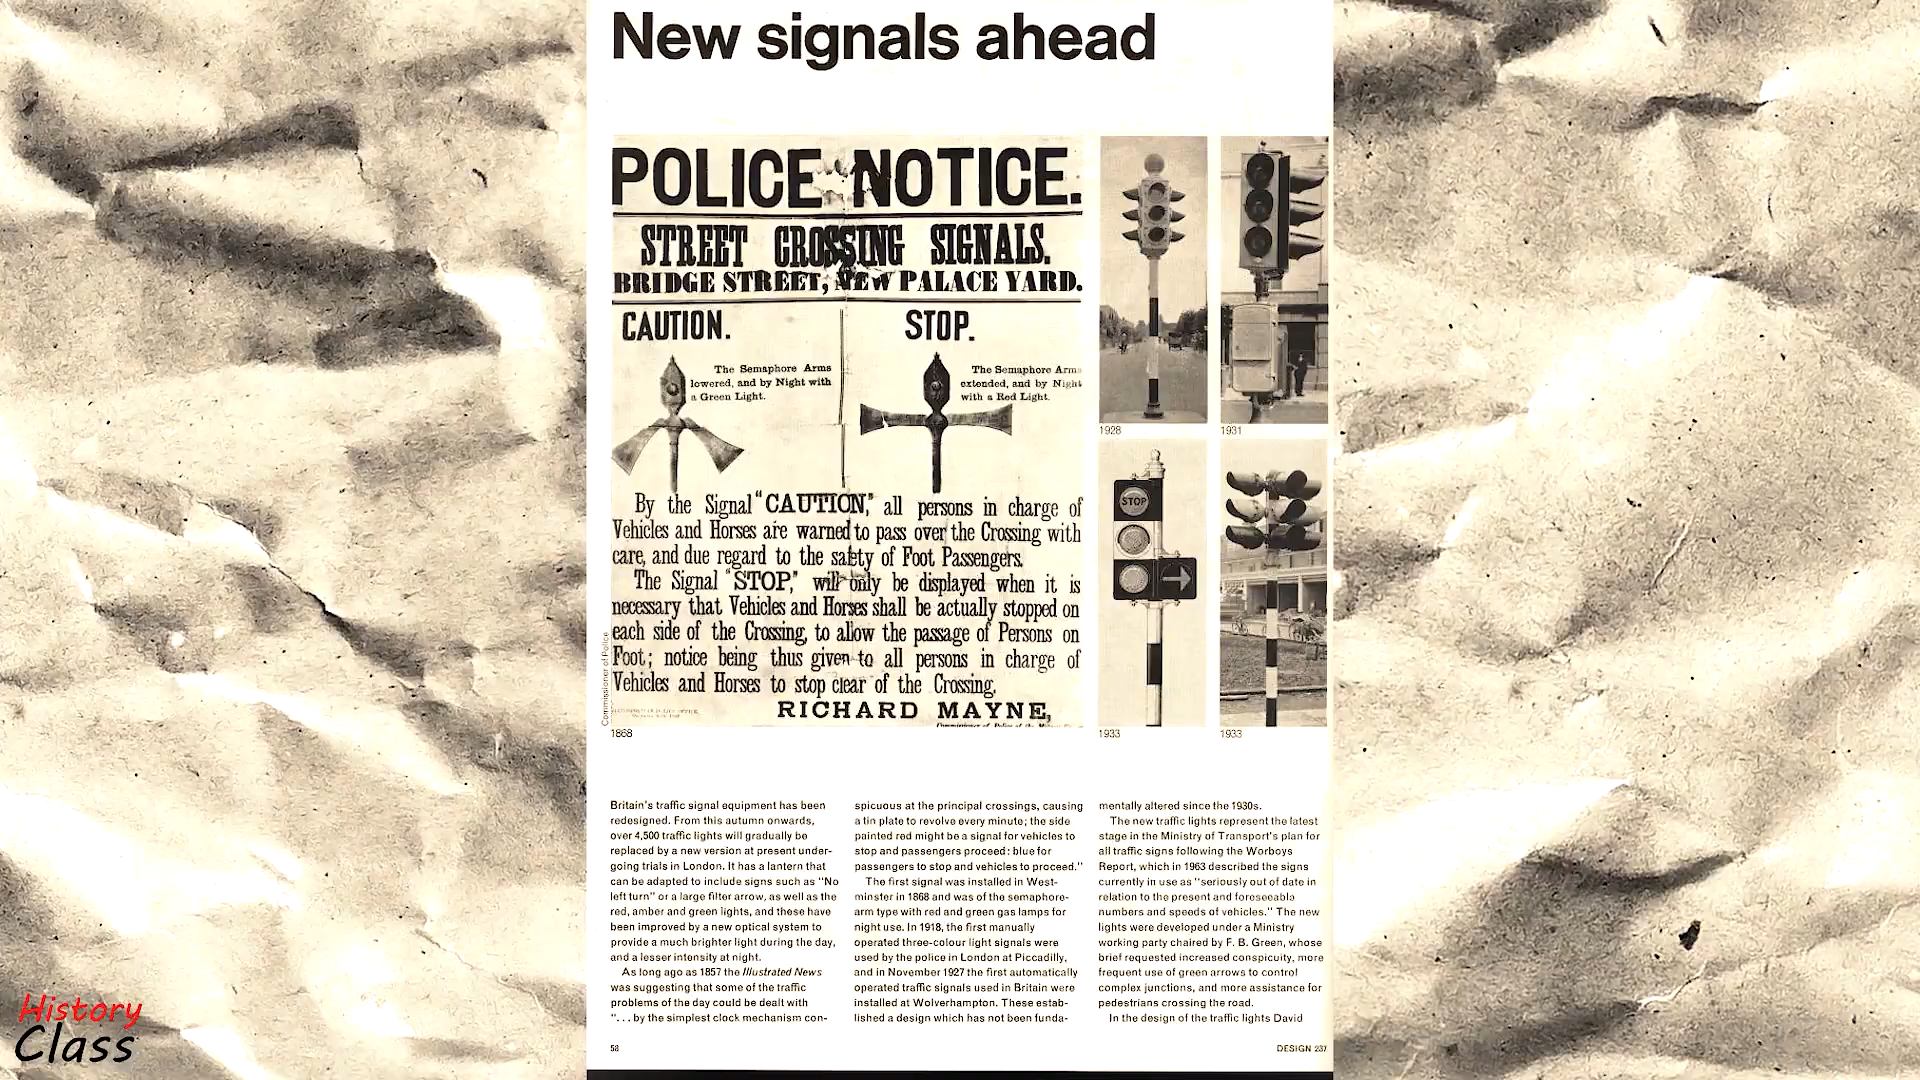 New signals ahead
POLICE NOTICE.
STREET CROSSING SIGNALS.
BRIDGE STREET, NEW PALACE YARD.
CAUTION.
The Semaphore Arms
lowered, and by Night with
a Green Light.
STOP.
The Semaphore Arms
extended, and by Night
with a Red Light.
By the Signal "CAUTION," all persons in charge of
Vehicles and Horses are warned to pass over the Crossing with
care, and due regard to the safety of Foot Passengers.
The Signal "STOP," will only be displayed when it is
necessary that Vehicles and Horses shall be actually stopped on
each side of the Crossing, to allow the passage of Persons on
Foot; notice being thus given to all persons in charge of
Vehicles and Horses to stop clear of the Crossing.
RICHARD MAYNE,
Commissioner of Police
1868
1928
1931
STOP
1933
1933
Britain's traffic signal equipment has been
redesigned. From this autumn onwards,
over 4,500 traffic lights will gradually be
replaced by a new version at present under-
going trials in London. It has a lantern that
can be adapted to include signs such as "No
left turn" or a large filter arrow, as well as the
red, amber and green lights, and these have
been improved by a new optical system to
provide a much brighter light during the day,
and a lesser intensity at night.
As long ago as 1857 the Illustrated News
was suggesting that some of the traffic
problems of the day could be dealt with
"... by the simplest clock mechanism con-
spicuous at the principal crossings, causing
a tin plate to revolve every minute; the side
painted red might be a signal for vehicles to
stop and passengers proceed: blue for
passengers to stop and vehicles to proceed."
The first signal was installed in West-
minster in 1868 and was of the semaphore-
arm type with red and green gas lamps for
night use. In 1918, the first manually
operated three-colour light signals were
used by the police in London at Piccadilly,
and in November 1927 the first automatically
operated traffic signals used in Britain were
installed at Wolverhampton. These estab-
lished a design which has not been funda-
mentally altered since the 1930s.
The new traffic lights represent the latest
stage in the Ministry of Transport's plan for
all traffic signs following the Worboys
Report, which in 1963 described the signs
currently in use as "seriously out of date in
relation to the present and foreseeable
numbers and speeds of vehicles." The new
lights were developed under a Ministry
working party chaired by F. B. Green, whose
brief requested increased conspicuity, more
frequent use of green arrows to control
complex junctions, and more assistance for
pedestrians crossing the road.
In the design of the traffic lights David
58
DESIGN 237
History
Class